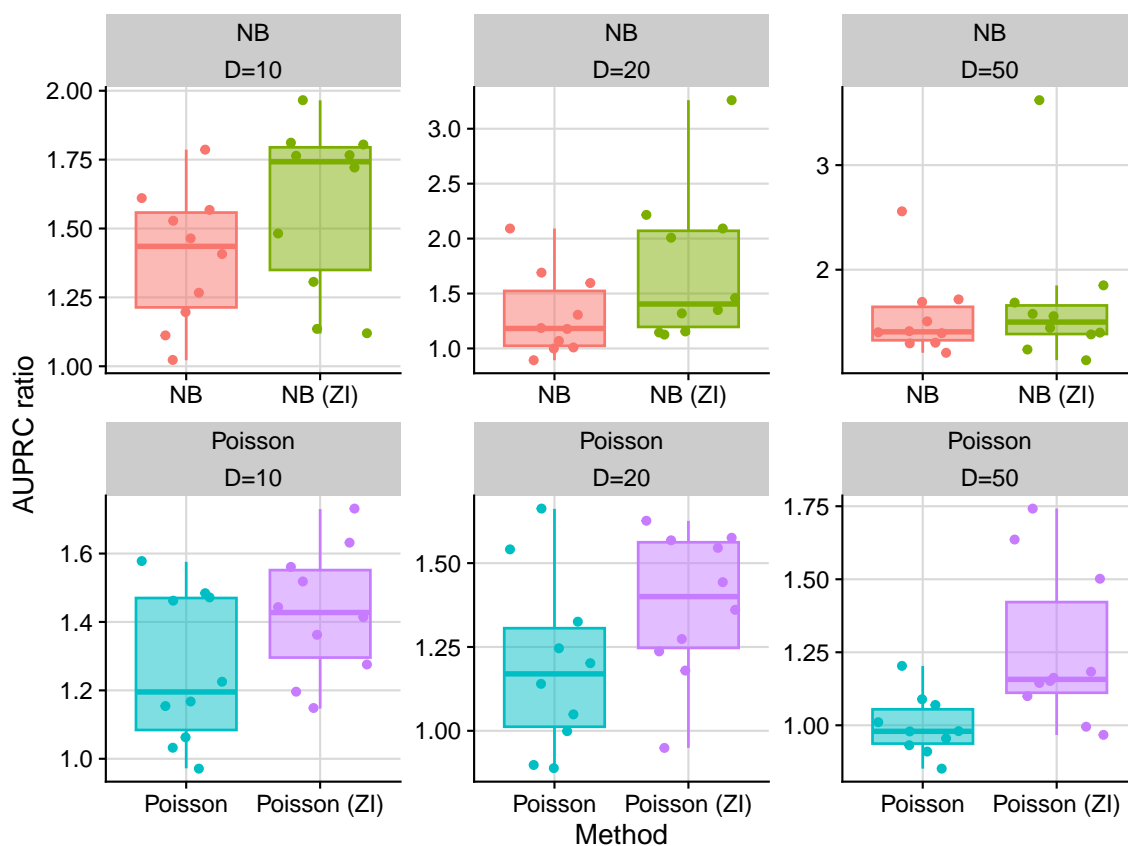 NB
D=10
NB
D=20
NB
D=50
AUPRC ratio
2.00
1.75
1.50
1.25
1.00
3.0
2.5
2.0
1.5
1.0
3
2
NB
NB (ZI)
NB
NB (ZI)
NB
NB (ZI)
Poisson
D=10
Poisson
D=20
Poisson
D=50
1.6
1.4
1.2
1.0
1.50
1.25
1.00
1.75
1.50
1.25
1.00
Poisson
Poisson (ZI)
Poisson
Poisson (ZI)
Poisson
Poisson (ZI)
Method